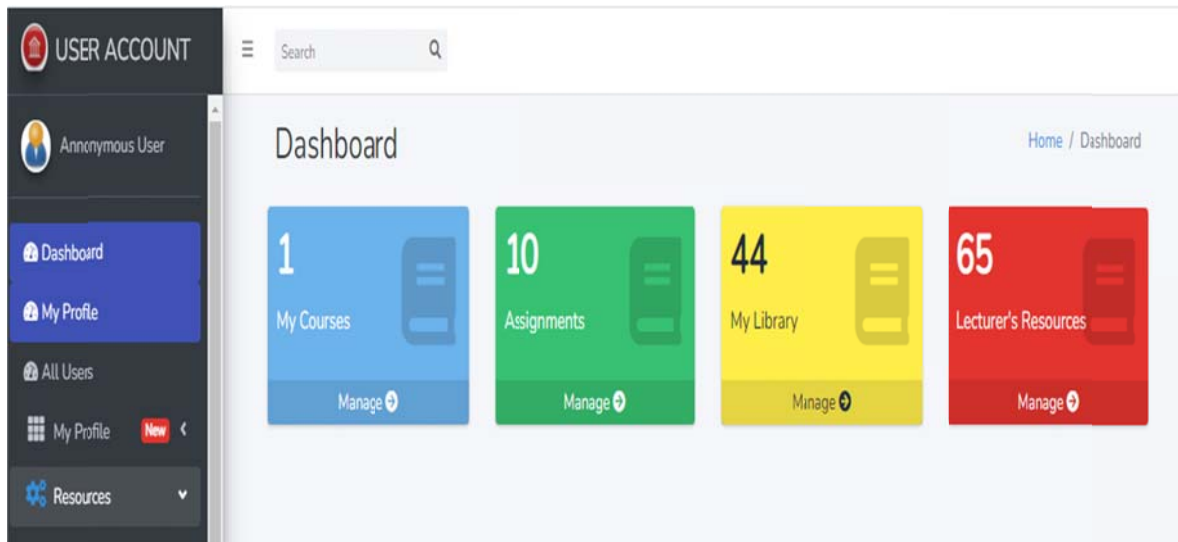 USER ACCOUNT
Search
Annonymous User
Dashboard
Home / Dashboard
Dashboard
My Profile
All Users
My Profile New
Resources
1
My Courses
Manage
10
Assignments
Manage
44
My Library
Manage
65
Lecturer's Resources
Manage